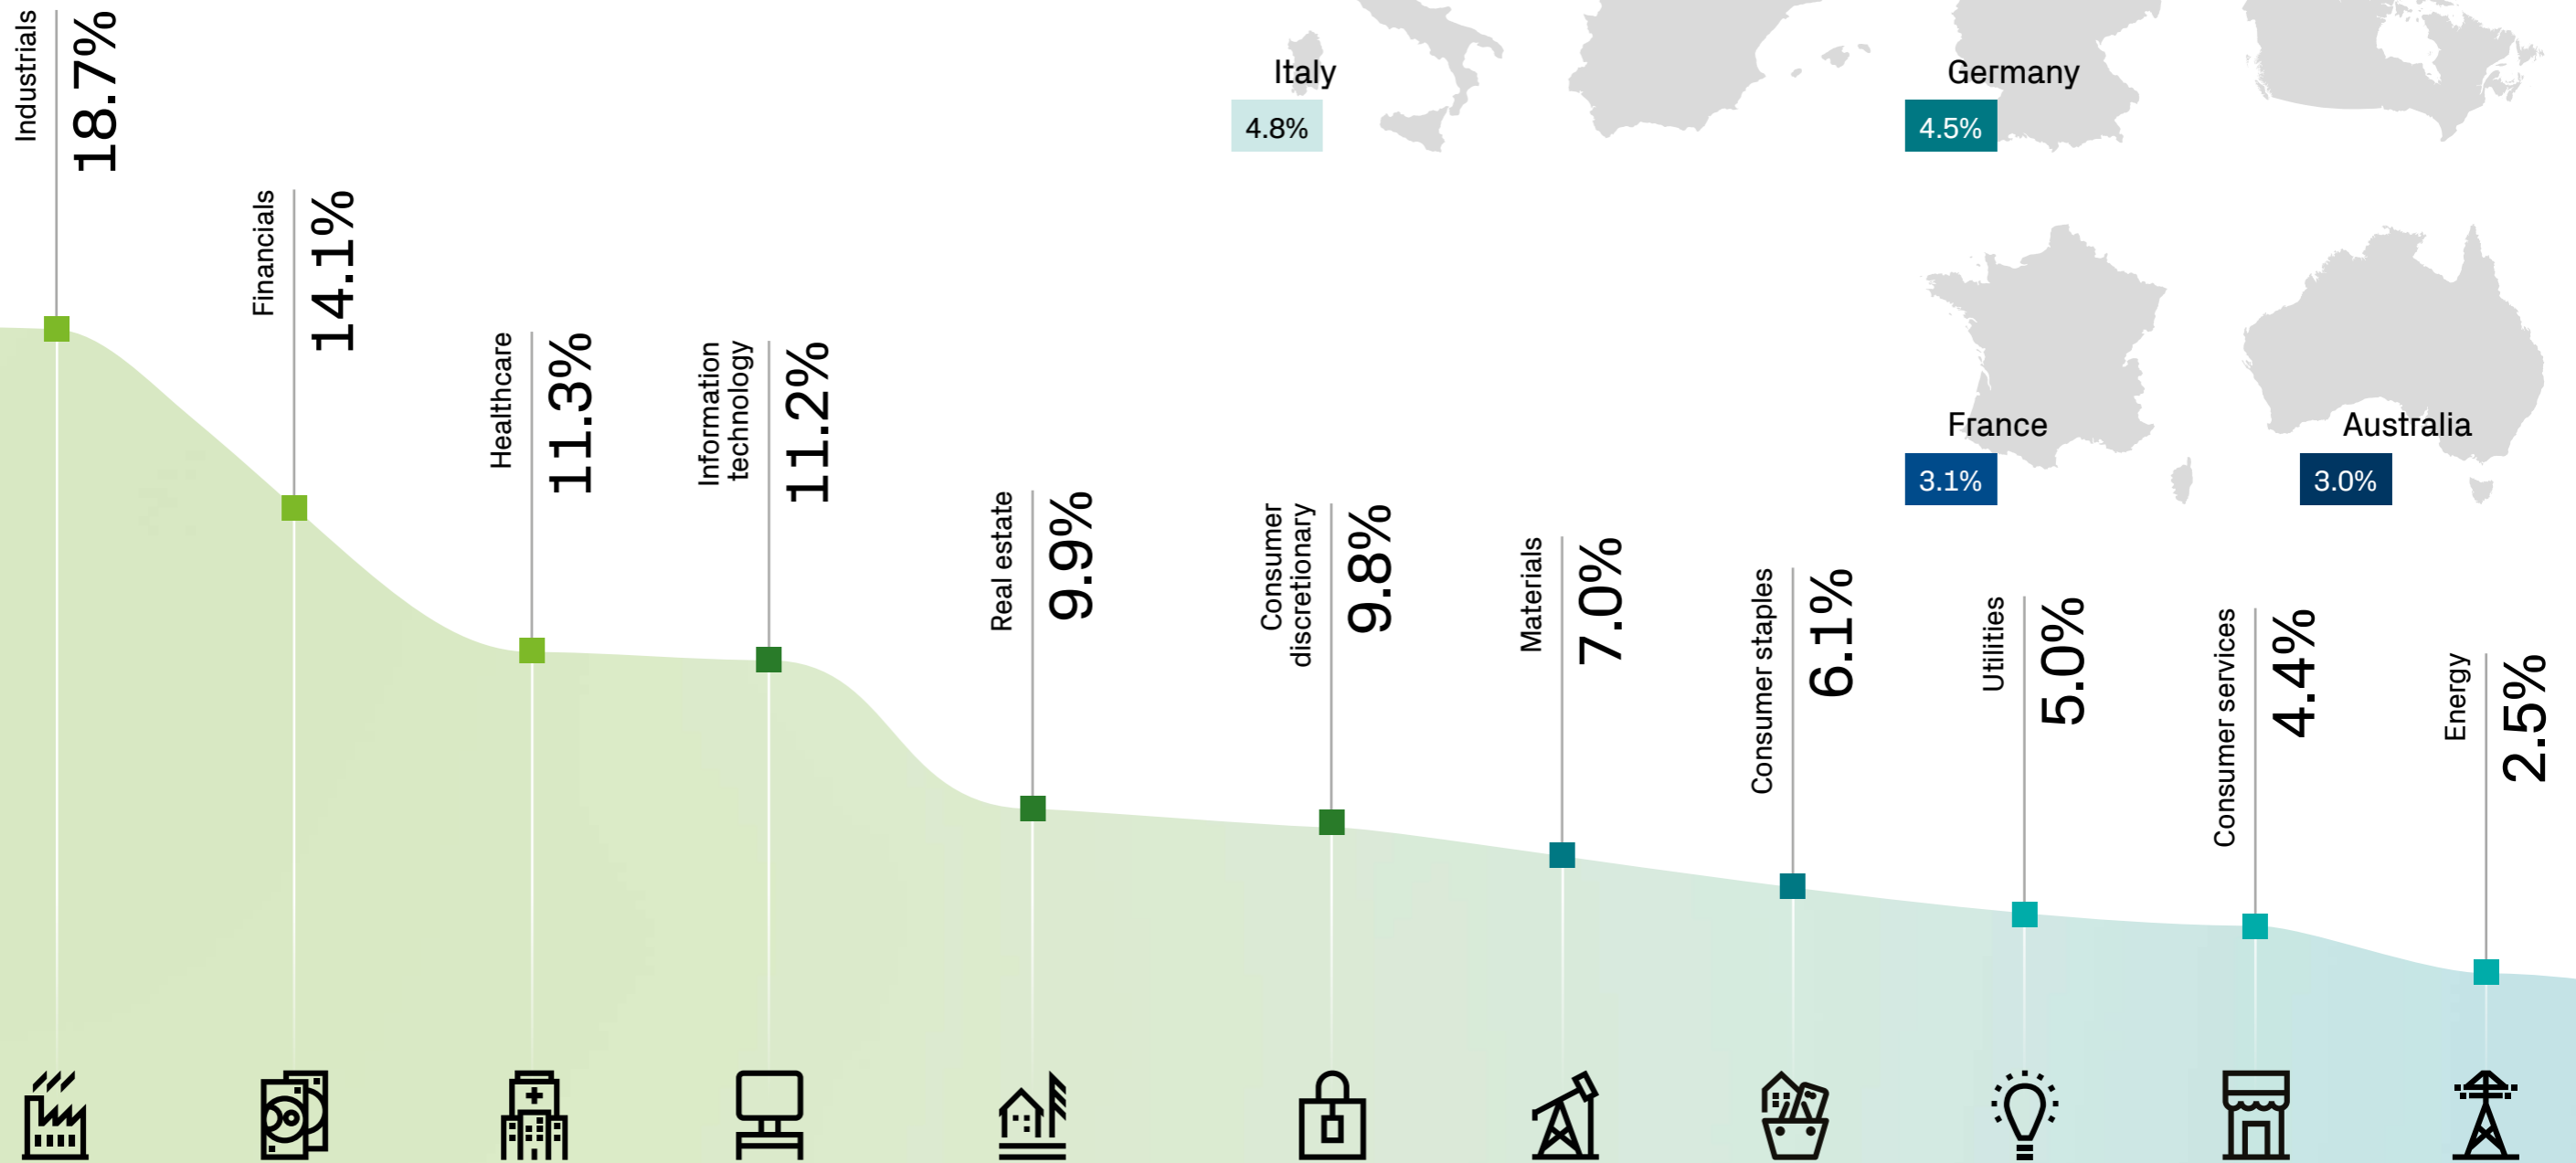 Industrials
18.7%
Financials
14.1%
Healthcare
11.3%
Information
technology
11.2%
Real estate
9.9%
Consumer
discretionary
9.8%
Materials
7.0%
Consumer staples
6.1%
Utilities
5.0%
Consumer services
4.4%
Energy
2.5%
Italy
4.8%
Germany
4.5%
France
3.1%
Australia
3.0%